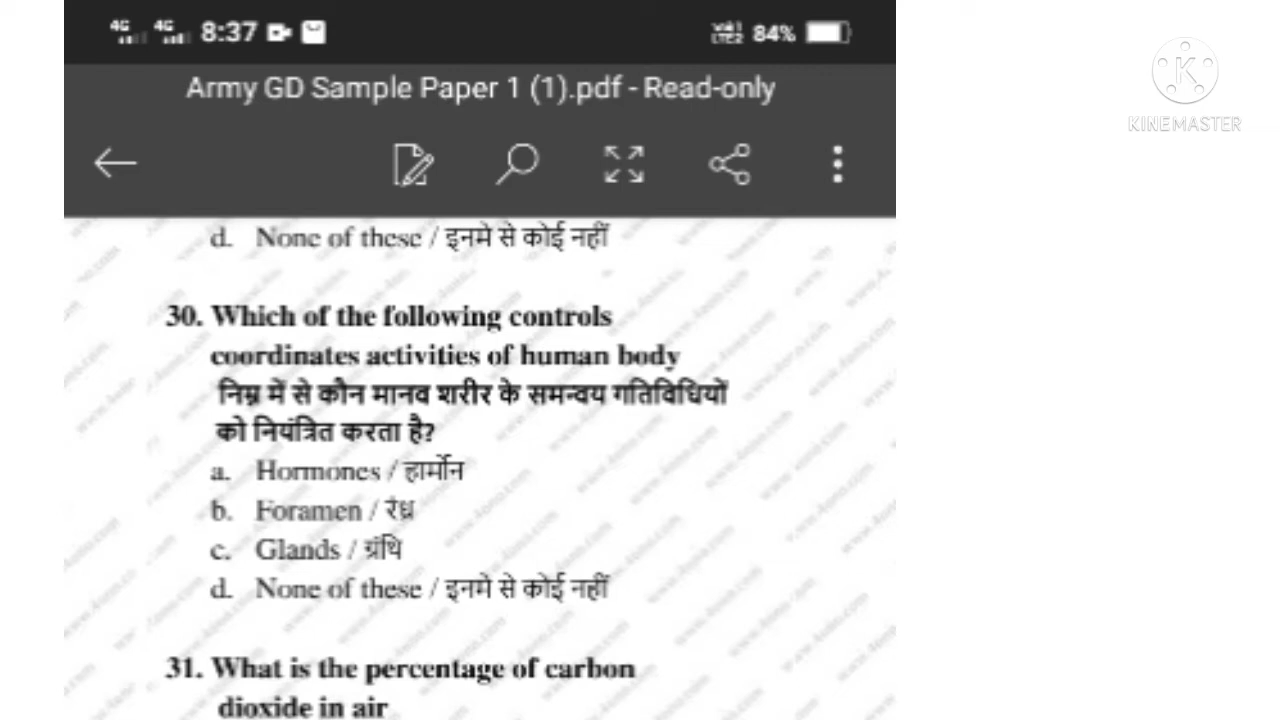 4G 4G 8:37 84%
Army GD Sample Paper 1 (1).pdf - Read-only
KINEMASTER
d. None of these / इनमे से कोई नहीं
30. Which of the following controls
coordinates activities of human body
निम्न में से कौन मानव शरीर के समन्वय गतिविधियों
को नियंत्रित करता है?
a. Hormones / हार्मोन
b. Foramen / रंध्र
c. Glands / ग्रंथि
d. None of these / इनमे से कोई नहीं
31. What is the percentage of carbon
dioxide in air